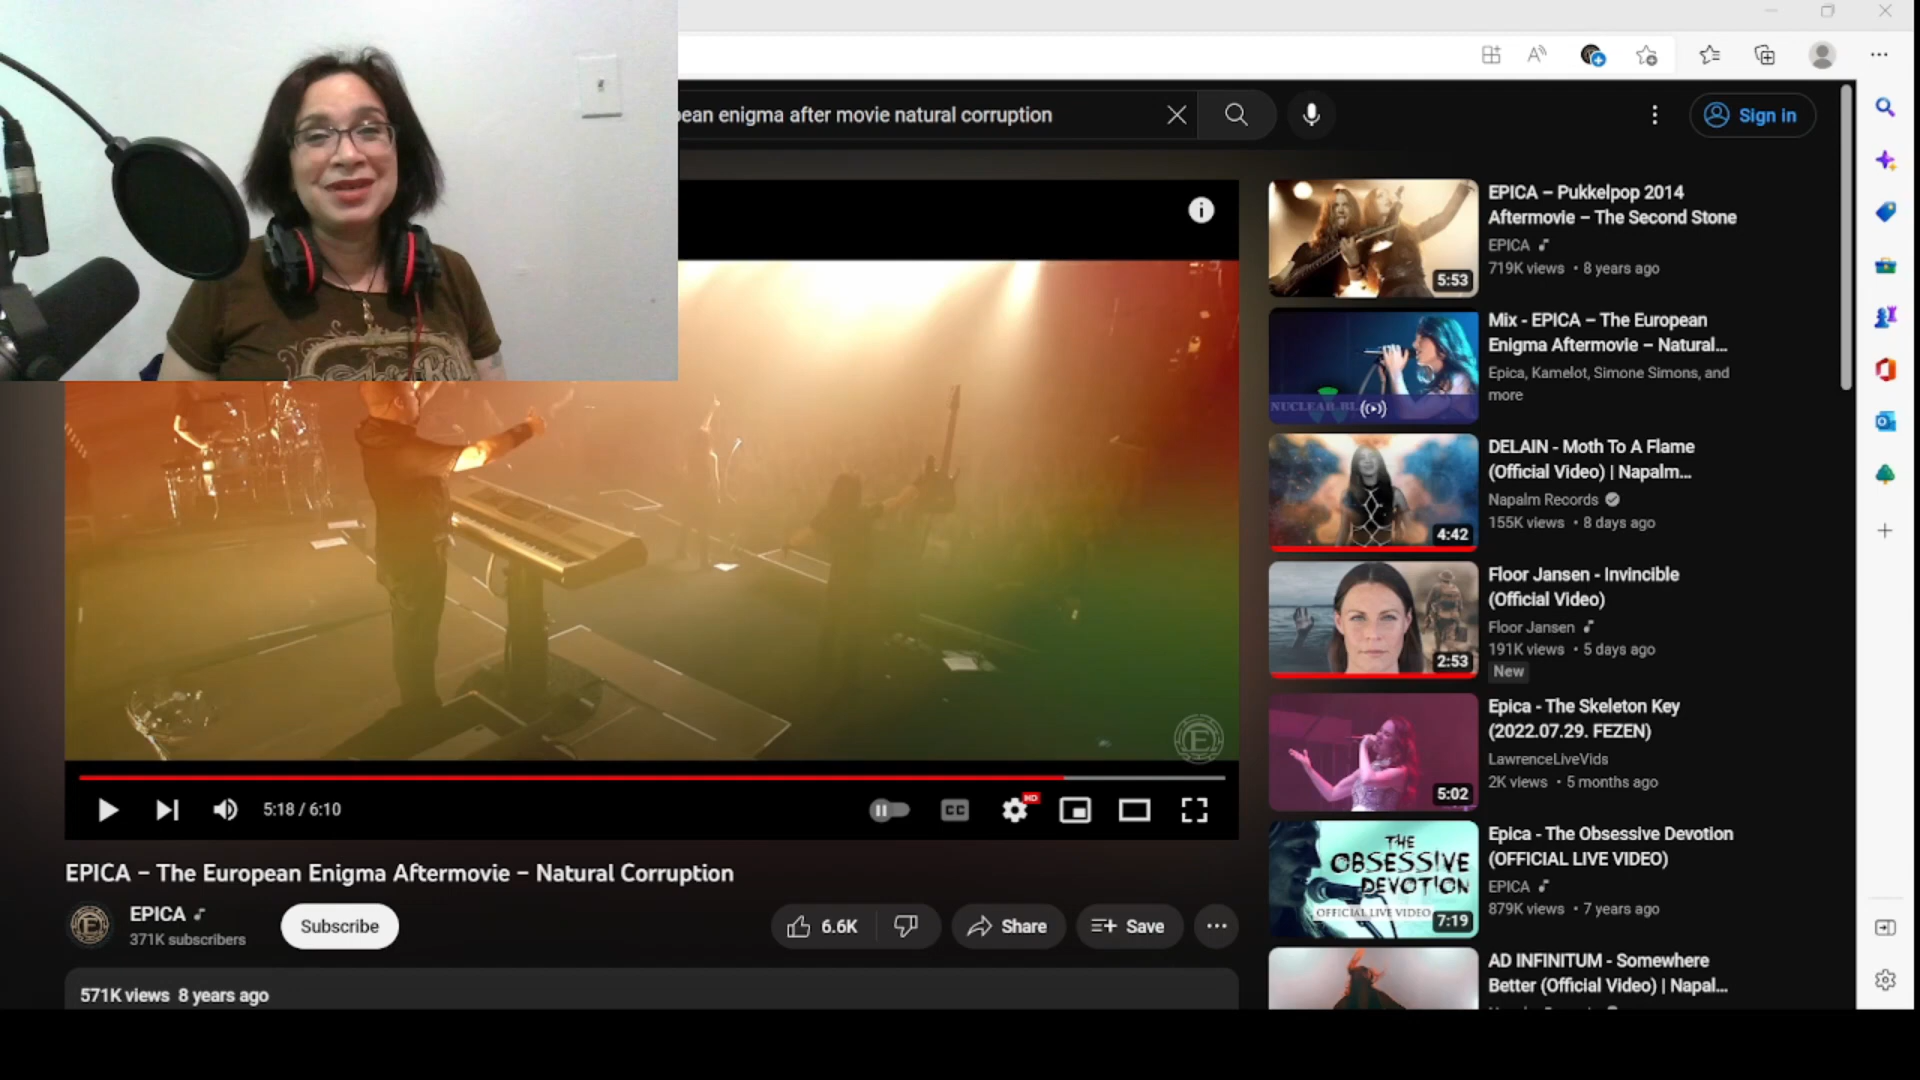 pean enigma after movie natural corruption
Sign in
HD
5:18 / 6:10
CC
E
EPICA – The European Enigma Aftermovie – Natural Corruption
EPICA
371K subscribers
Subscribe
6.6K
Share
Save
571K views 8 years ago
5:53
EPICA – Pukkelpop 2014
Aftermovie – The Second Stone
EPICA
719K views • 8 years ago
Mix - EPICA – The European
Enigma Aftermovie – Natural...
Epica, Kamelot, Simone Simons, and
more
4:42
DELAIN - Moth To A Flame
(Official Video) | Napalm...
Napalm Records
155K views • 8 days ago
2:53
Floor Jansen - Invincible
(Official Video)
Floor Jansen
191K views • 5 days ago
New
5:02
Epica - The Skeleton Key
(2022.07.29. FEZEN)
LawrenceLiveVids
2K views • 5 months ago
THE
OBSESSIVE
DEVOTION
OFFICIAL LIVE VIDEO
7:19
Epica - The Obsessive Devotion
(OFFICIAL LIVE VIDEO)
EPICA
879K views • 7 years ago
AD INFINITUM - Somewhere
Better (Official Video) | Napal...